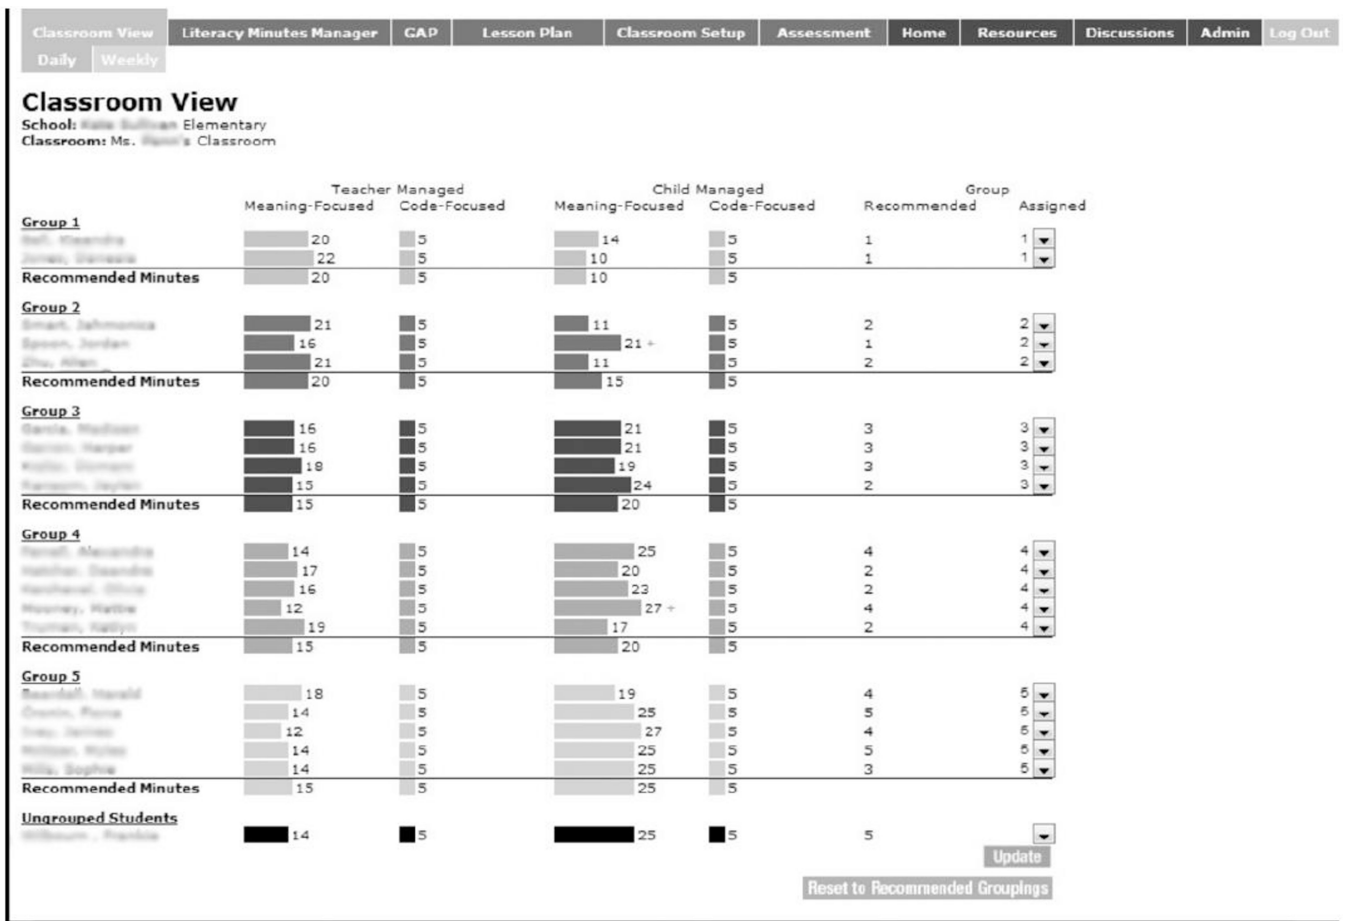 Classroom View Literacy Minutes Manager GAP Lesson Plan Classroom Setup Assessment Home Resources Discussions Admin Log Out
Daily Weekly
Classroom View
School: Elementary
Classroom: Ms. Classroom
Teacher Managed Child Managed Group
Meaning-Focused Code-Focused Meaning-Focused Code-Focused Recommended Assigned
Group 1
20 5 14 5 1 1
22 5 10 5 1 1
Recommended Minutes 20 5 10 5
Group 2
21 5 11 5 2 2
16 5 21 + 5 1 2
21 5 11 5 2 2
Recommended Minutes 20 5 15 5
Group 3
16 5 21 5 3 3
16 5 21 5 3 3
18 5 19 5 3 3
15 5 24 5 2 3
Recommended Minutes 15 5 20 5
Group 4
14 5 25 5 4 4
17 5 20 5 2 4
16 5 23 5 2 4
12 5 27 + 5 4 4
19 5 17 5 2 4
Recommended Minutes 15 5 20 5
Group 5
18 5 19 5 4 5
14 5 25 5 5 5
12 5 27 5 4 5
14 5 25 5 5 5
14 5 25 5 3 5
Recommended Minutes 15 5 25 5
Ungrouped Students
14 5 25 5 5
Update
Reset to Recommended Groupings